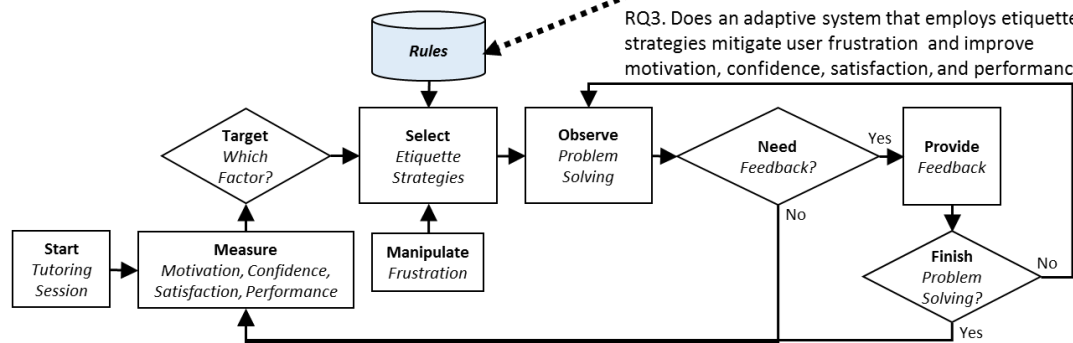 RQ3. Does an adaptive system that employs etiquette
strategies mitigate user frustration and improve
motivation, confidence, satisfaction, and performanc
Rules
Target
Which
Factor?
Select
Etiquette
Strategies
Observe
Problem
Solving
Need
Feedback?
Yes
Provide
Feedback
No
Start
Tutoring
Session
Measure
Motivation, Confidence,
Satisfaction, Performance
Manipulate
Frustration
Finish
Problem
Solving?
No
Yes